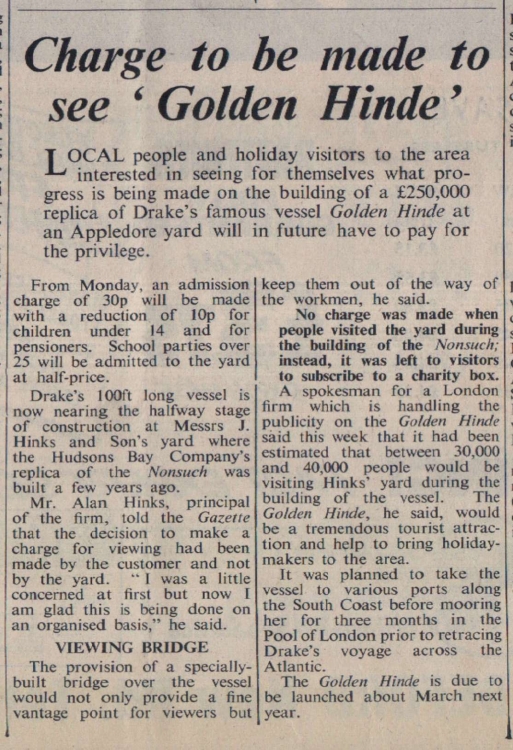 Charge to be made to
see ‘Golden Hinde’
LOCAL people and holiday visitors to the area
interested in seeing for themselves what pro-
gress is being made on the building of a £250,000
replica of Drake's famous vessel Golden Hinde at
an Appledore yard will in future have to pay for
the privilege.
From Monday, an admission
charge of 30p will be made
with a reduction of 10p for
children under 14 and for
pensioners. School parties over
25 will be admitted to the yard
at half-price.
Drake's 100ft long vessel is
now nearing the halfway stage
of construction at Messrs J.
Hinks and Son's yard where
the Hudsons Bay Company's
replica of the Nonsuch was
built a few years ago.
Mr. Alan Hinks, principal
of the firm, told the Gazette
that the decision to make a
charge for viewing had been
made by the customer and not
by the yard. “I was a little
concerned at first but now I
am glad this is being done on
an organised basis,” he said.
VIEWING BRIDGE
The provision of a specially-
built bridge over the vessel
would not only provide a fine
vantage point for viewers but
keep them out of the way of
the workmen, he said.
No charge was made when
people visited the yard during
the building of the Nonsuch;
instead, it was left to visitors
to subscribe to a charity box.
A spokesman for a London
firm which is handling the
publicity on the Golden Hinde
said this week that it had been
estimated that between 30,000
and 40,000 people would be
visiting Hinks' yard during the
building of the vessel. The
Golden Hinde, he said, would
be a tremendous tourist attrac-
tion and help to bring holiday-
makers to the area.
It was planned to take the
vessel to various ports along
the South Coast before mooring
her for three months in the
Pool of London prior to retracing
Drake's voyage across the
Atlantic.
The Golden Hinde is due to
be launched about March next
year.